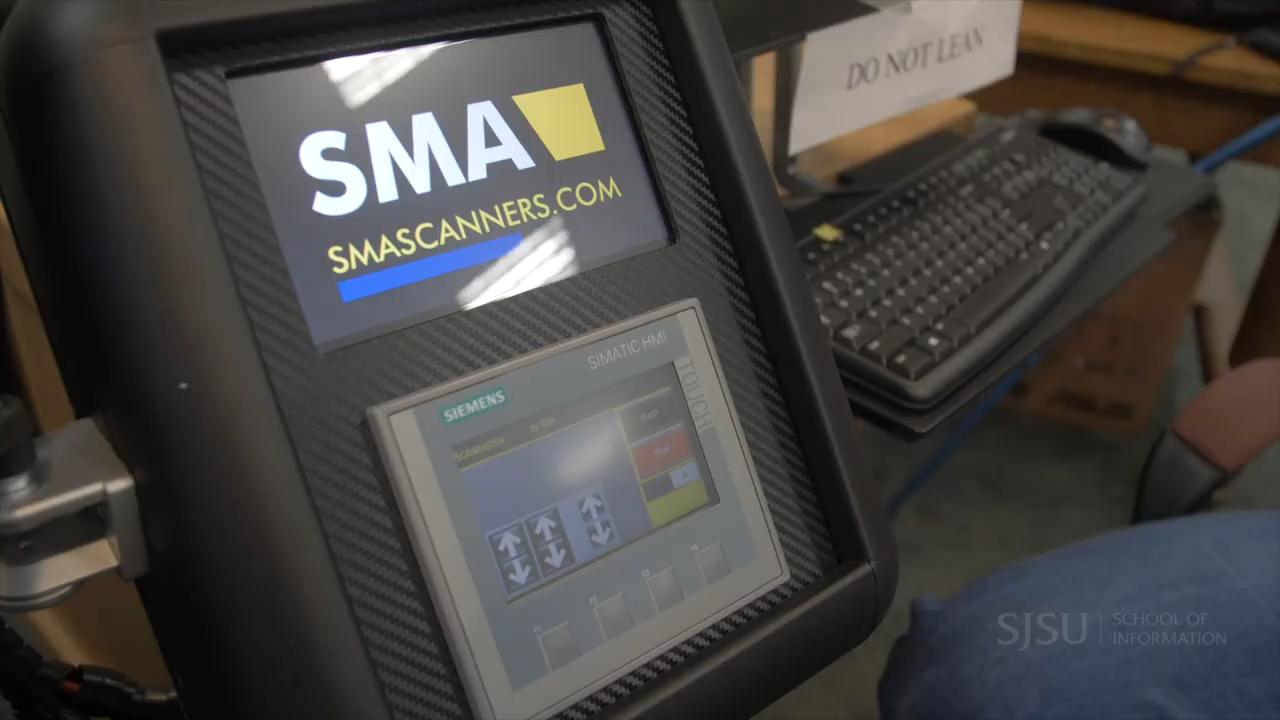 SMA
SMASCANNERS.COM
DO NOT LEAN
SIEMENS
SIMATIC HMI
TOUCH
START
STOP
SJSU
SCHOOL OF
INFORMATION